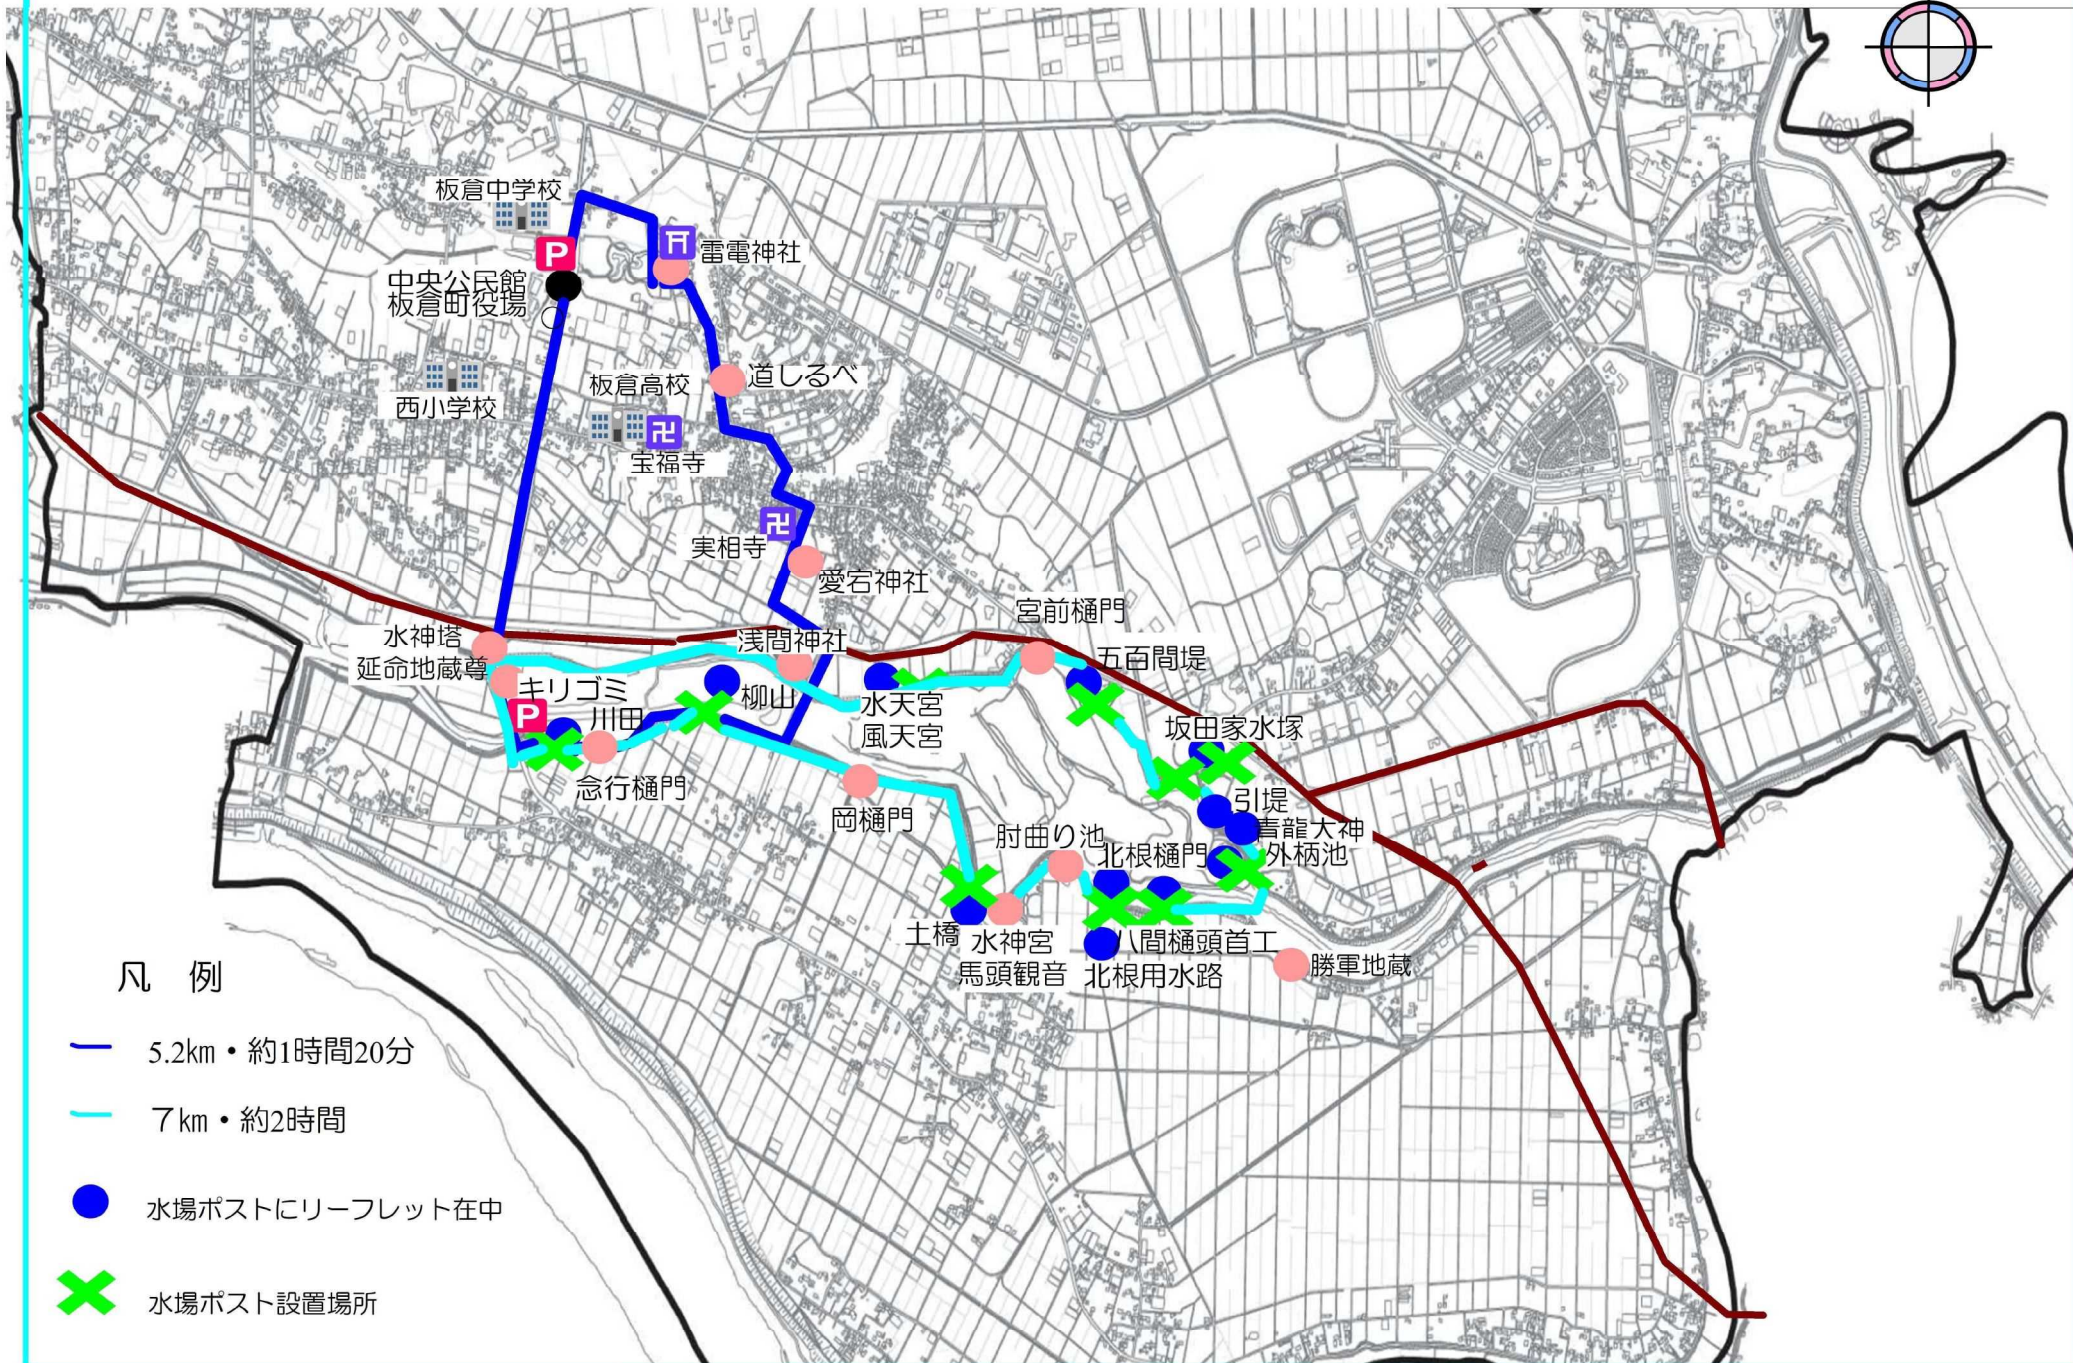 板倉中学校
P
雷電神社
中央公民館
板倉町役場
道しるべ
板倉高校
西小学校
宝福寺
実相寺
愛宕神社
宮前樋門
水神塔
延命地蔵尊
浅間神社
五百間堤
キリゴミ
柳山
水天宮
風天宮
P
川田
坂田家水塚
念行樋門
引堤
岡樋門
肘曲り池
青龍大神
北根樋門
外柄池
土橋
水神宮
馬頭観音
八間樋頭首工
北根用水路
勝軍地蔵
凡 例
5.2㎞・約1時間20分
7㎞・約2時間
水場ポストにリーフレット在中
水場ポスト設置場所